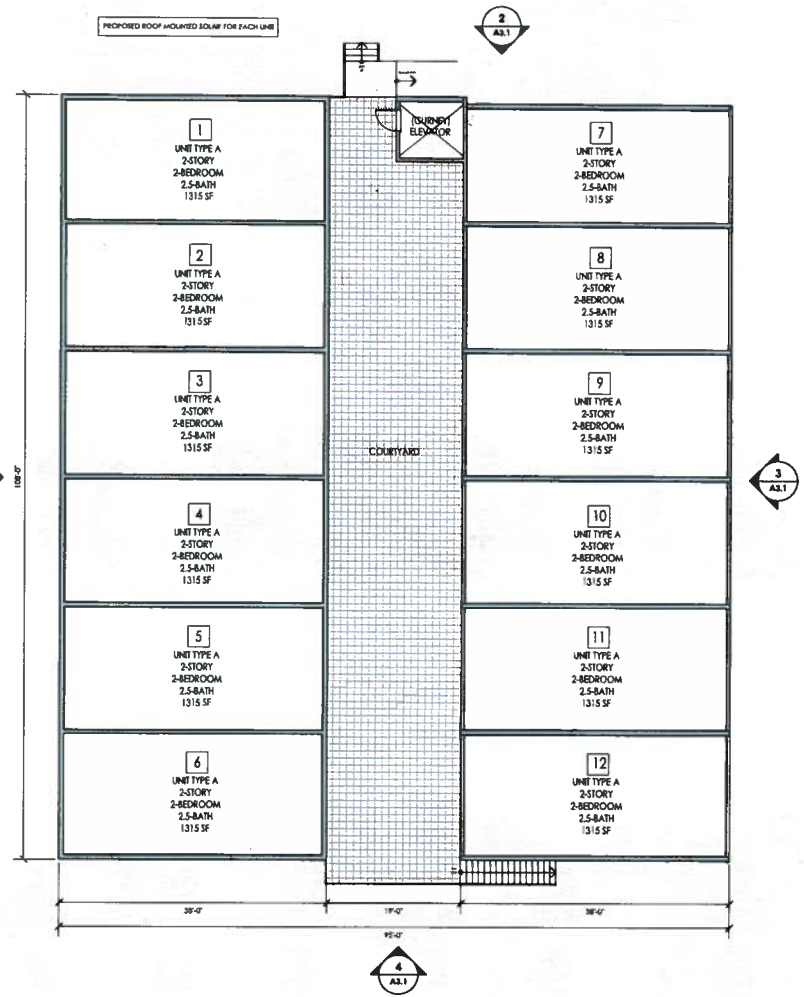 PROPOSED ROOF MOUNTED SOLAR FOR EACH UNIT
2
A3.1
(GURNEY)
ELEVATOR
1
UNIT TYPE A
2-STORY
2-BEDROOM
2.5-BATH
1315 SF
7
UNIT TYPE A
2-STORY
2-BEDROOM
2.5-BATH
1315 SF
2
UNIT TYPE A
2-STORY
2-BEDROOM
2.5-BATH
1315 SF
8
UNIT TYPE A
2-STORY
2-BEDROOM
2.5-BATH
1315 SF
3
UNIT TYPE A
2-STORY
2-BEDROOM
2.5-BATH
1315 SF
9
UNIT TYPE A
2-STORY
2-BEDROOM
2.5-BATH
1315 SF
COURTYARD
108'-0"
3
A3.1
4
UNIT TYPE A
2-STORY
2-BEDROOM
2.5-BATH
1315 SF
10
UNIT TYPE A
2-STORY
2-BEDROOM
2.5-BATH
1315 SF
5
UNIT TYPE A
2-STORY
2-BEDROOM
2.5-BATH
1315 SF
11
UNIT TYPE A
2-STORY
2-BEDROOM
2.5-BATH
1315 SF
6
UNIT TYPE A
2-STORY
2-BEDROOM
2.5-BATH
1315 SF
12
UNIT TYPE A
2-STORY
2-BEDROOM
2.5-BATH
1315 SF
38'-0"
19'-0"
38'-0"
95'-0"
4
A3.1